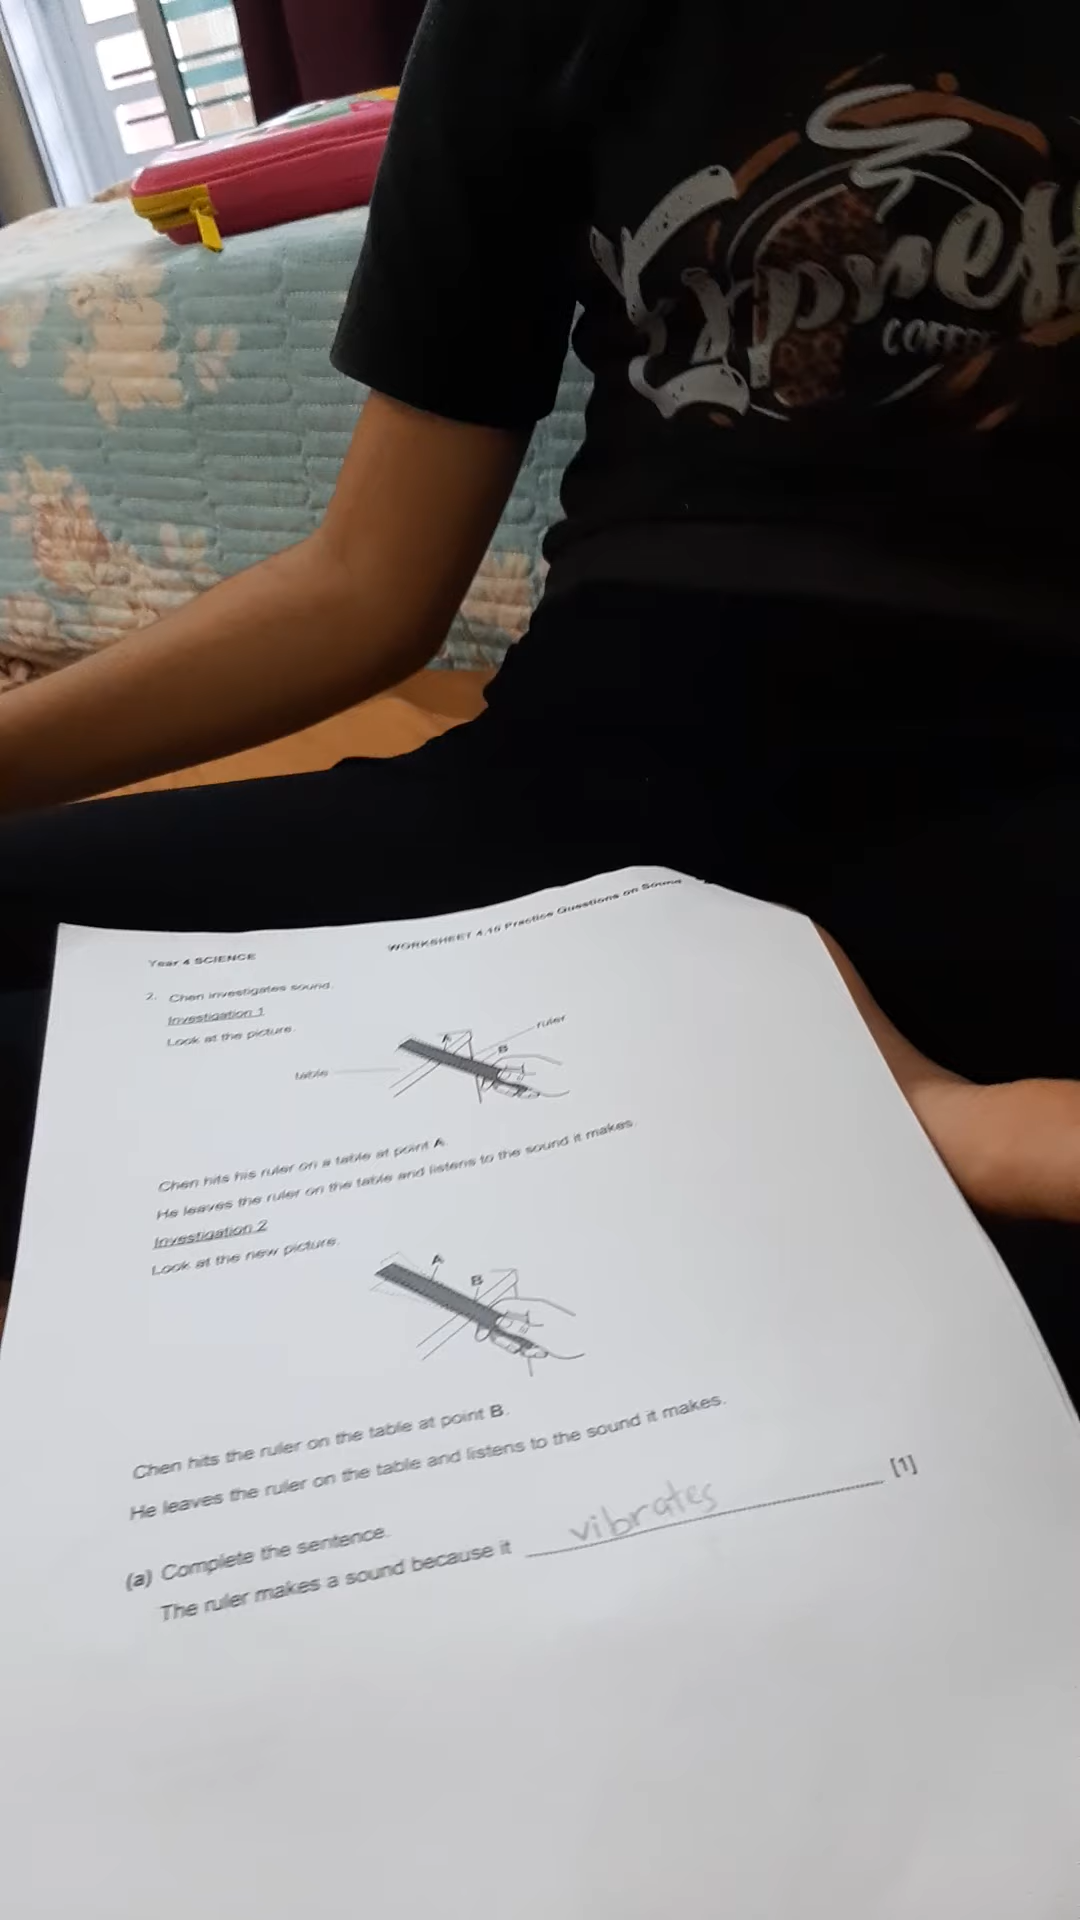 COFFEE
Year 4 SCIENCE
WORKSHEET 4.16 Practice Questions on Sound
2. Chen investigates sound.
Investigation 1
Look at the picture.
A
B
ruler
table
Chen hits his ruler on a table at point A.
He leaves the ruler on the table and listens to the sound it makes.
Investigation 2
Look at the new picture.
A
B
Chen hits the ruler on the table at point B.
He leaves the ruler on the table and listens to the sound it makes.
(a) Complete the sentence.
The ruler makes a sound because it vibrates [1]